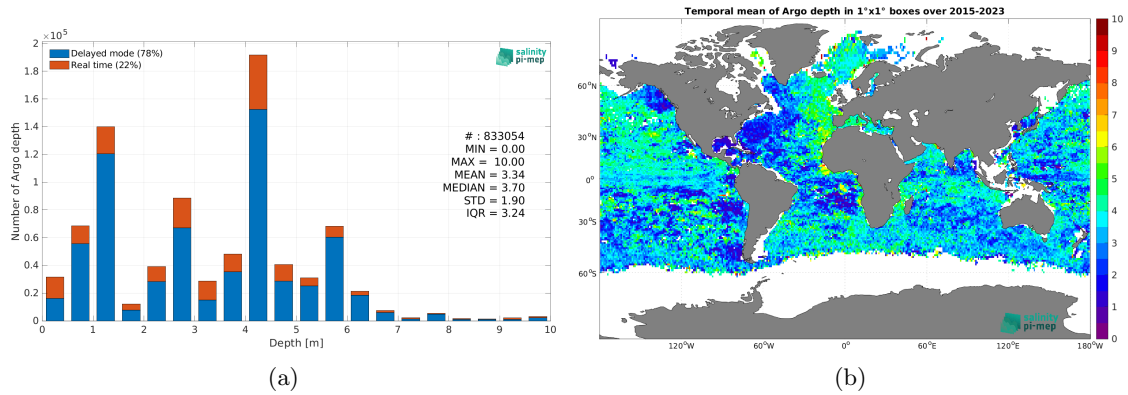 ×10⁵
Delayed mode (78%)
Real time (22%)
salinity
pi-mep
# : 833054
MIN = 0.00
MAX = 10.00
MEAN = 3.34
MEDIAN = 3.70
STD = 1.90
IQR = 3.24
Number of Argo depth
2
1.8
1.6
1.4
1.2
1
0.8
0.6
0.4
0.2
0
0 1 2 3 4 5 6 7 8 9 10
Depth [m]
(a)
Temporal mean of Argo depth in 1°x1° boxes over 2015-2023
60°N
30°N
0°
30°S
60°S
120°W 60°W 0° 60°E 120°E 180°W
salinity
pi-mep
10
9
8
7
6
5
4
3
2
1
0
(b)